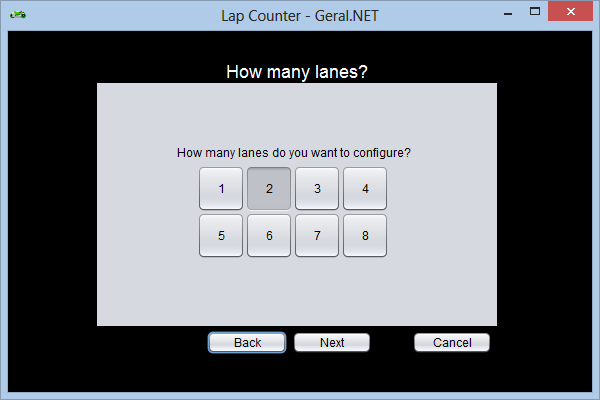 Lap Counter - Geral.NET
How many lanes?
How many lanes do you want to configure?
1 2 3 4
5 6 7 8
Back Next Cancel